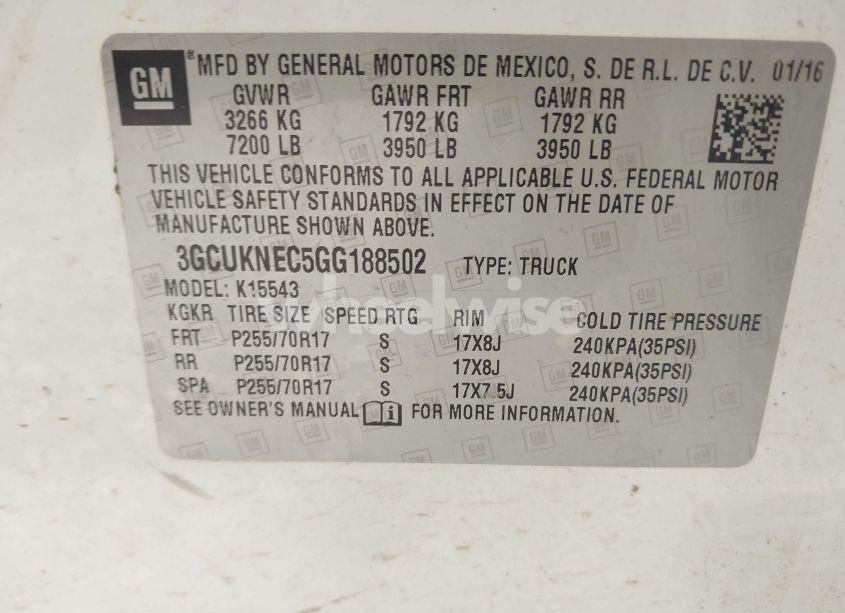 GM ® MFD BY GENERAL MOTORS DE MEXICO, S. DE R.L. DE C.V. 01/16
GVWR GAWR FRT GAWR RR
3266 KG 1792 KG 1792 KG
7200 LB 3950 LB 3950 LB
THIS VEHICLE CONFORMS TO ALL APPLICABLE U.S. FEDERAL MOTOR
VEHICLE SAFETY STANDARDS IN EFFECT ON THE DATE OF
MANUFACTURE SHOWN ABOVE.
3GCUKNEC5GG188502 TYPE: TRUCK
MODEL: K15543
wheelwise
KGKR TIRE SIZE SPEED RTG RIM COLD TIRE PRESSURE
FRT P255/70R17 S 17X8J 240KPA(35PSI)
RR P255/70R17 S 17X8J 240KPA(35PSI)
SPA P255/70R17 S 17X7.5J 240KPA(35PSI)
SEE OWNER'S MANUAL i FOR MORE INFORMATION.